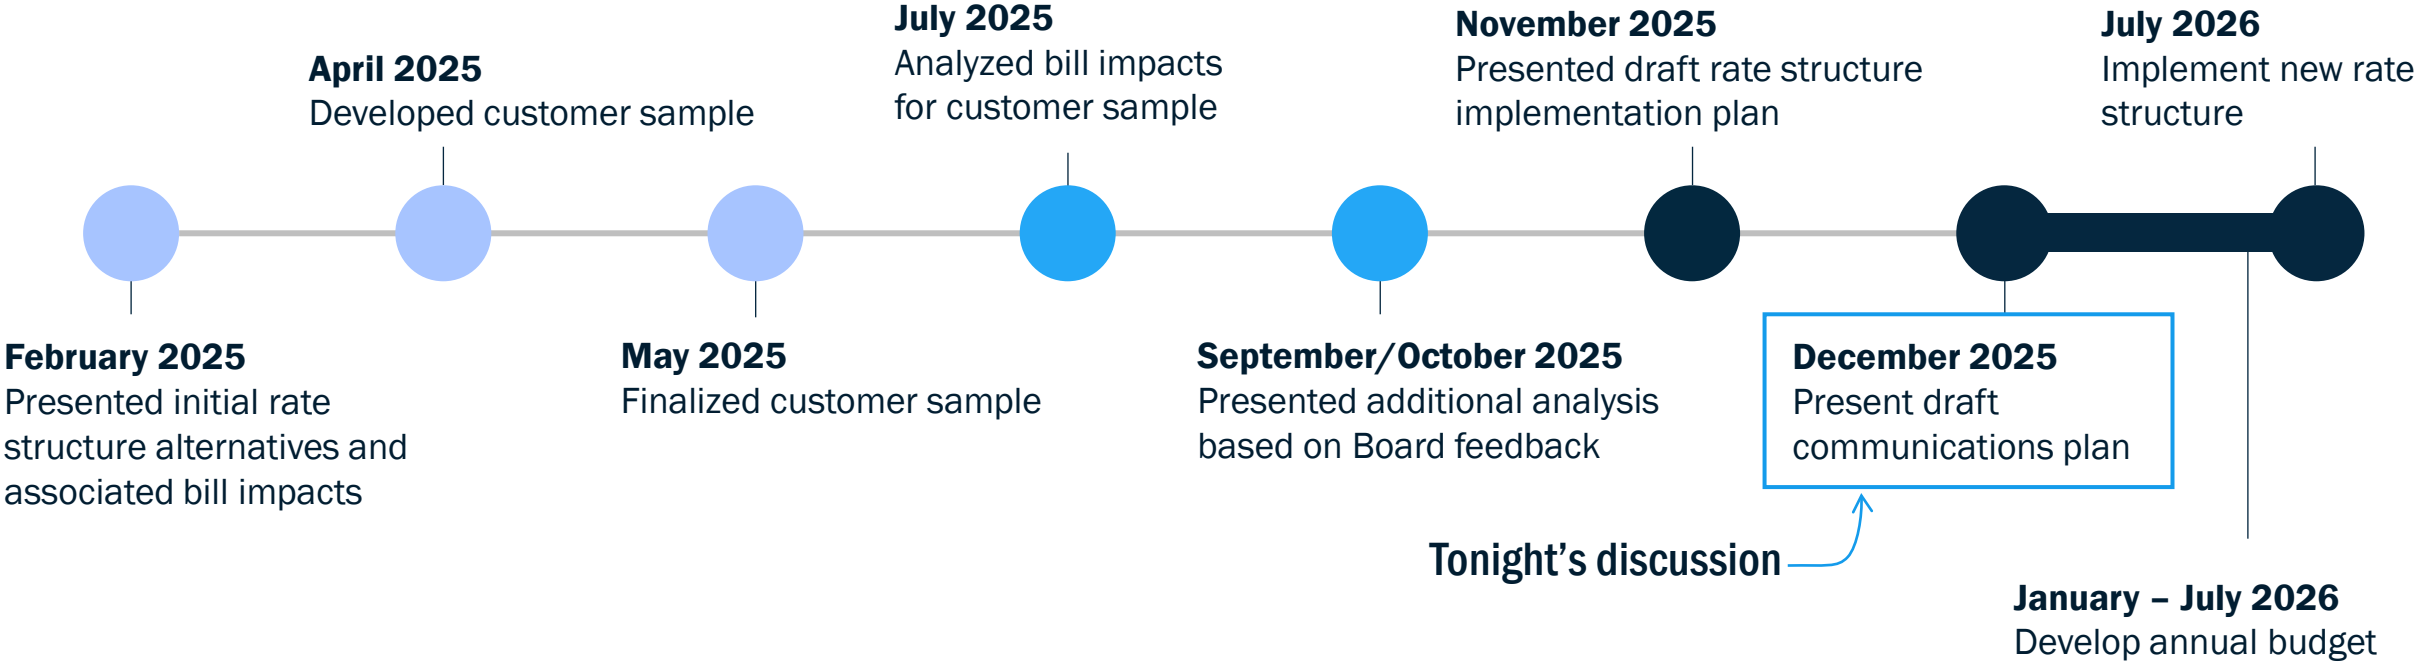 February 2025
Presented initial rate
structure alternatives and
associated bill impacts
April 2025
Developed customer sample
May 2025
Finalized customer sample
July 2025
Analyzed bill impacts
for customer sample
September/October 2025
Presented additional analysis
based on Board feedback
November 2025
Presented draft rate structure
implementation plan
December 2025
Present draft
communications plan
Tonight’s discussion
January – July 2026
Develop annual budget
July 2026
Implement new rate
structure